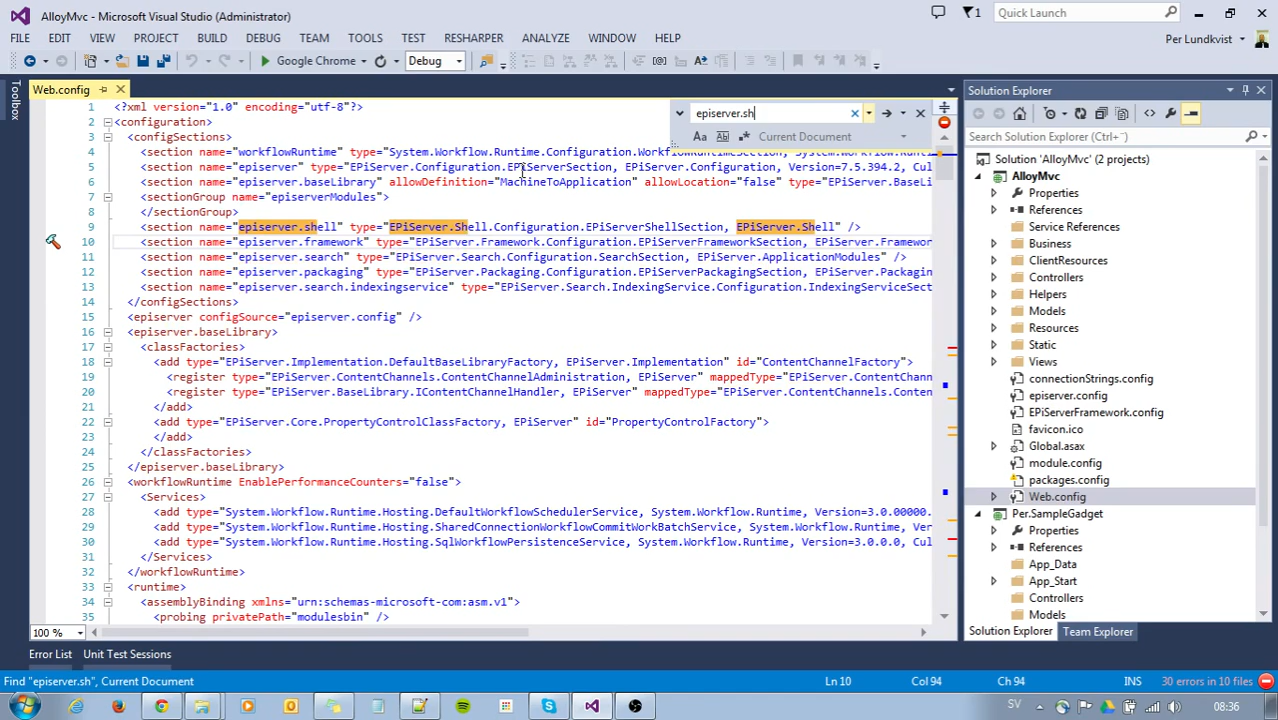 AlloyMvc - Microsoft Visual Studio (Administrator)
1
Quick Launch
FILE EDIT VIEW PROJECT BUILD DEBUG TEAM TOOLS TEST RESHARPER ANALYZE WINDOW HELP
Per Lundkvist
Google Chrome
Debug
Toolbox
Web.config
episerver.sh
Aa
Current Document
1 <?xml version="1.0" encoding="utf-8"?>
2 <configuration>
3 <configSections>
4 <section name="workflowRuntime" type="System.Workflow.Runtime.Configuration.WorkflowRuntimeSection, System.Workflow.Runtim
5 <section name="episerver" type="EPiServer.Configuration.EPiServerSection, EPiServer.Configuration, Version=7.5.394.2, Cul
6 <section name="episerver.baseLibrary" allowDefinition="MachineToApplication" allowLocation="false" type="EPiServer.BaseLi
7 <sectionGroup name="episerverModules">
8 </sectionGroup>
9 <section name="episerver.shell" type="EPiServer.Shell.Configuration.EPiServerShellSection, EPiServer.Shell" />
10 <section name="episerver.framework" type="EPiServer.Framework.Configuration.EPiServerFrameworkSection, EPiServer.Framewor
11 <section name="episerver.search" type="EPiServer.Search.Configuration.SearchSection, EPiServer.ApplicationModules" />
12 <section name="episerver.packaging" type="EPiServer.Packaging.Configuration.EPiServerPackagingSection, EPiServer.Packagin
13 <section name="episerver.search.indexingservice" type="EPiServer.Search.IndexingService.Configuration.IndexingServiceSect
14 </configSections>
15 <episerver configSource="episerver.config" />
16 <episerver.baseLibrary>
17 <classFactories>
18 <add type="EPiServer.Implementation.DefaultBaseLibraryFactory, EPiServer.Implementation" id="ContentChannelFactory">
19 <register type="EPiServer.ContentChannels.ContentChannelAdministration, EPiServer" mappedType="EPiServer.ContentChann
20 <register type="EPiServer.BaseLibrary.IContentChannelHandler, EPiServer" mappedType="EPiServer.ContentChannels.Conten
21 </add>
22 <add type="EPiServer.Core.PropertyControlClassFactory, EPiServer" id="PropertyControlFactory">
23 </add>
24 </classFactories>
25 </episerver.baseLibrary>
26 <workflowRuntime EnablePerformanceCounters="false">
27 <Services>
28 <add type="System.Workflow.Runtime.Hosting.DefaultWorkflowSchedulerService, System.Workflow.Runtime, Version=3.0.00000.
29 <add type="System.Workflow.Runtime.Hosting.SharedConnectionWorkflowCommitWorkBatchService, System.Workflow.Runtime, Ver
30 <add type="System.Workflow.Runtime.Hosting.SqlWorkflowPersistenceService, System.Workflow.Runtime, Version=3.0.0.0, Cul
31 </Services>
32 </workflowRuntime>
33 <runtime>
34 <assemblyBinding xmlns="urn:schemas-microsoft-com:asm.v1">
35 <probing privatePath="modulesbin" />
100 %
Solution Explorer
Search Solution Explorer (Ctrl+¨)
Solution 'AlloyMvc' (2 projects)
AlloyMvc
Properties
Service References
References
Business
ClientResources
Controllers
Helpers
Models
Resources
Static
Views
connectionStrings.config
episerver.config
EPiServerFramework.config
favicon.ico
Global.asax
module.config
packages.config
Web.config
Per.SampleGadget
Properties
References
App_Data
App_Start
Controllers
Models
Solution Explorer Team Explorer
Error List Unit Test Sessions
Find "episerver.sh", Current Document
Ln 10 Col 94 Ch 94 INS 30 errors in 10 files
SV
08:36